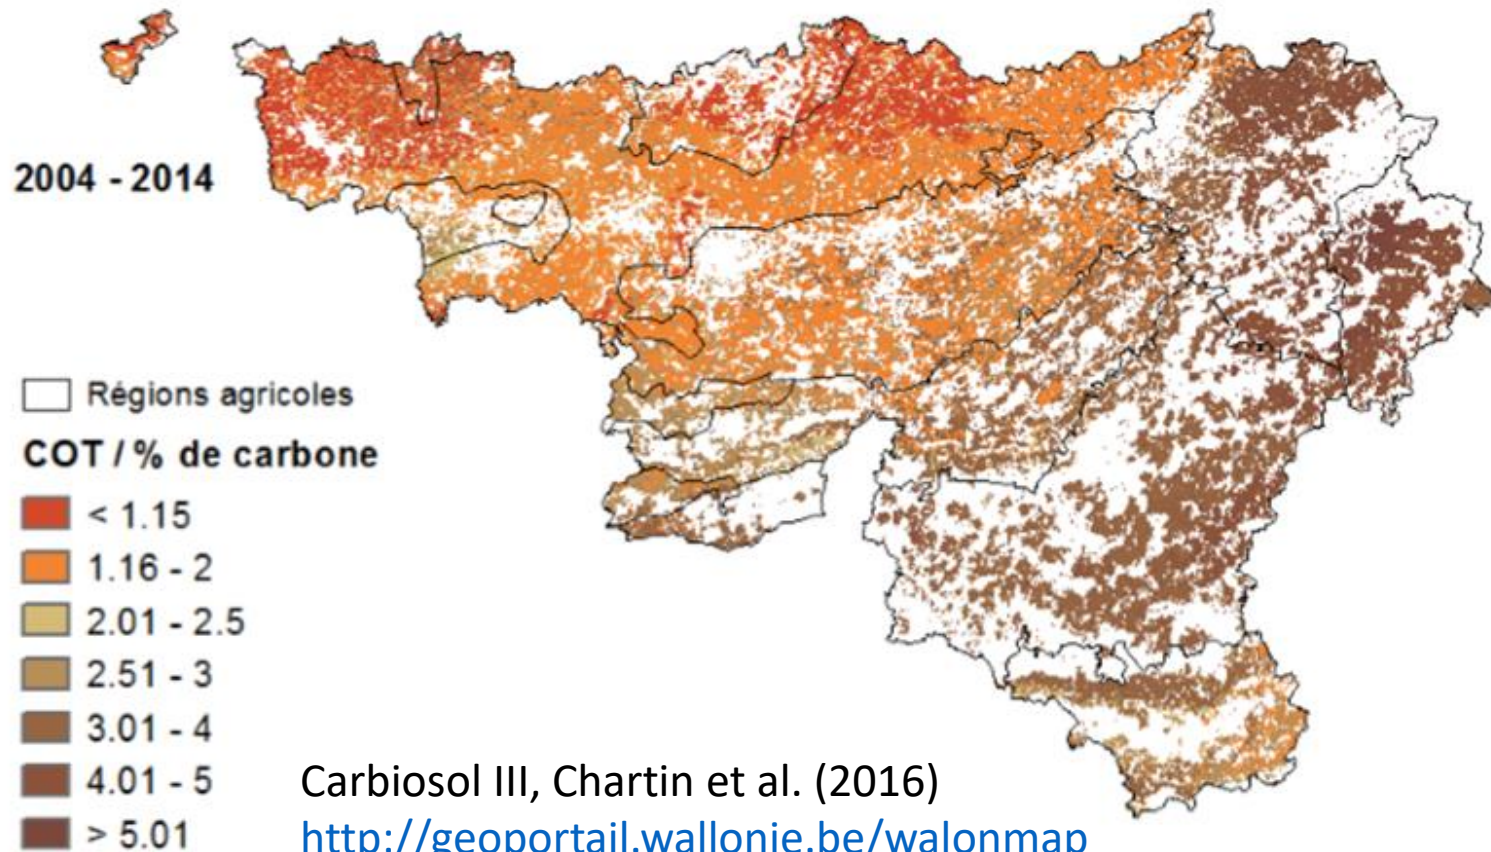 2004 - 2014
Régions agricoles
COT / % de carbone
< 1.15
1.16 - 2
2.01 - 2.5
2.51 - 3
3.01 - 4
4.01 - 5
> 5.01
Carbiosol III, Chartin et al. (2016)
http://geoportail.wallonie.be/walonmap